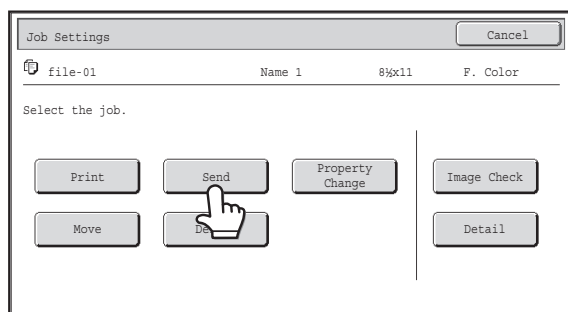 Job Settings
Cancel
file-01 Name 1 8½x11 F. Color
Select the job.
Print Send Property Change Image Check
Move Detail